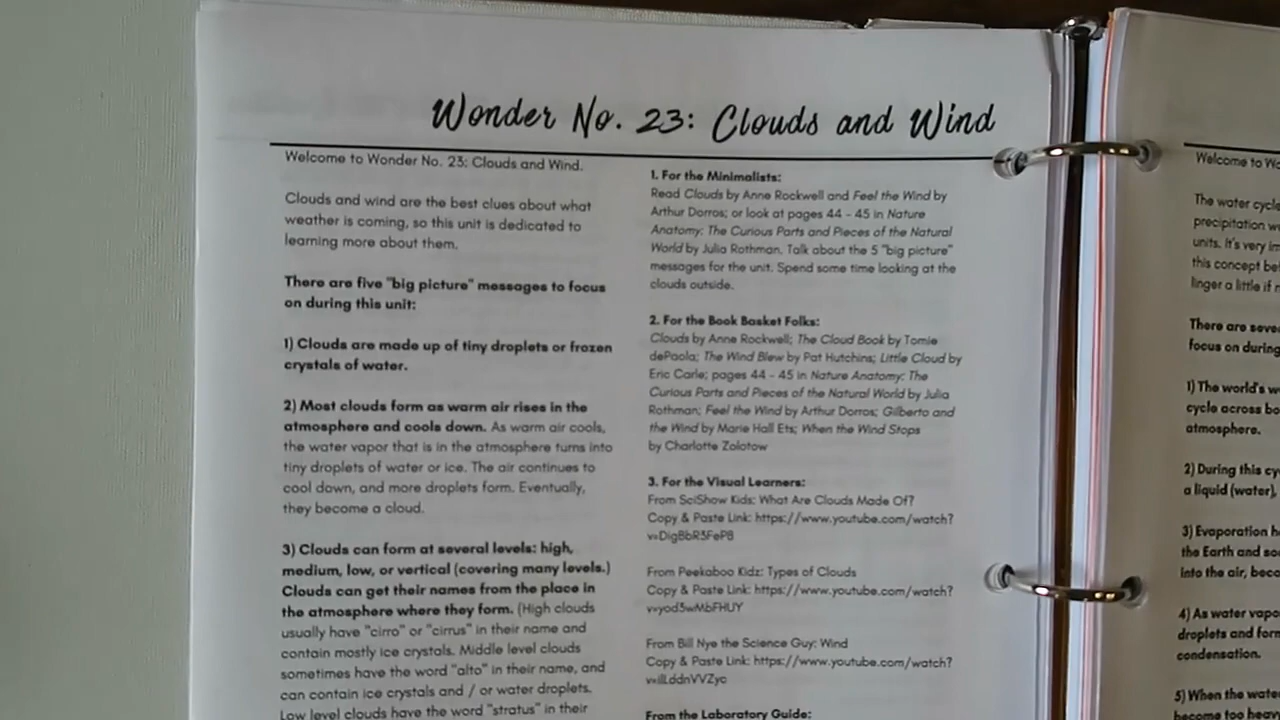 Wonder No. 23: Clouds and Wind
Welcome to Wonder No. 23: Clouds and Wind.
Clouds and wind are the best clues about what
weather is coming, so this unit is dedicated to
learning more about them.
There are five "big picture" messages to focus
on during this unit:
1) Clouds are made up of tiny droplets or frozen
crystals of water.
2) Most clouds form as warm air rises in the
atmosphere and cools down. As warm air cools,
the water vapor that is in the atmosphere turns into
tiny droplets of water or ice. The air continues to
cool down, and more droplets form. Eventually,
they become a cloud.
3) Clouds can form at several levels: high,
medium, low, or vertical (covering many levels.)
Clouds can get their names from the place in
the atmosphere where they form. (High clouds
usually have "cirro" or "cirrus" in their name and
contain mostly ice crystals. Middle level clouds
sometimes have the word "alto" in their name, and
can contain ice crystals and / or water droplets.
Low level clouds have the word "stratus" in their
1. For the Minimalists:
Read Clouds by Anne Rockwell and Feel the Wind by
Arthur Dorros; or look at pages 44 - 45 in Nature
Anatomy: The Curious Parts and Pieces of the Natural
World by Julia Rothman. Talk about the 5 "big picture"
messages for the unit. Spend some time looking at the
clouds outside.
2. For the Book Basket Folks:
Clouds by Anne Rockwell; The Cloud Book by Tomie
dePaola; The Wind Blew by Pat Hutchins; Little Cloud by
Eric Carle; pages 44 - 45 in Nature Anatomy: The
Curious Parts and Pieces of the Natural World by Julia
Rothman; Feel the Wind by Arthur Dorros; Gilberto and
the Wind by Marie Hall Ets; When the Wind Stops
by Charlotte Zolotow
3. For the Visual Learners:
From SciShow Kids: What Are Clouds Made Of?
Copy & Paste Link: https://www.youtube.com/watch?
From Peekaboo Kidz: Types of Clouds
Copy & Paste Link: https://www.youtube.com/watch?
From Bill Nye the Science Guy: Wind
Copy & Paste Link: https://www.youtube.com/watch?
From the Laboratory Guide:
Welcome to
The water cycle
precipitation
units. It's very
this concept
linger a little if
There are
focus on during
1) The world's
cycle across
atmosphere.
2) During this
a liquid (water),
3) Evaporation
the Earth and
into the air,
4) As water
droplets and
condensation.
5) When the
become too